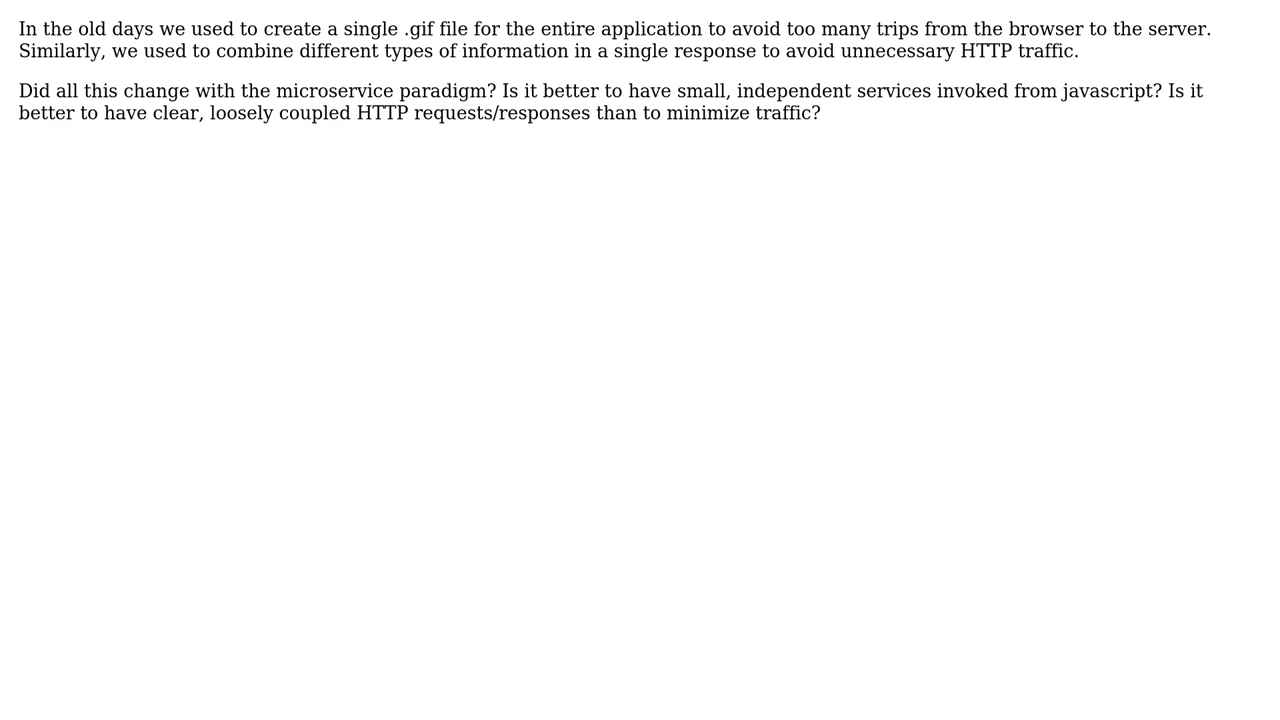 In the old days we used to create a single .gif file for the entire application to avoid too many trips from the browser to the server.
Similarly, we used to combine different types of information in a single response to avoid unnecessary HTTP traffic.
Did all this change with the microservice paradigm? Is it better to have small, independent services invoked from javascript? Is it
better to have clear, loosely coupled HTTP requests/responses than to minimize traffic?